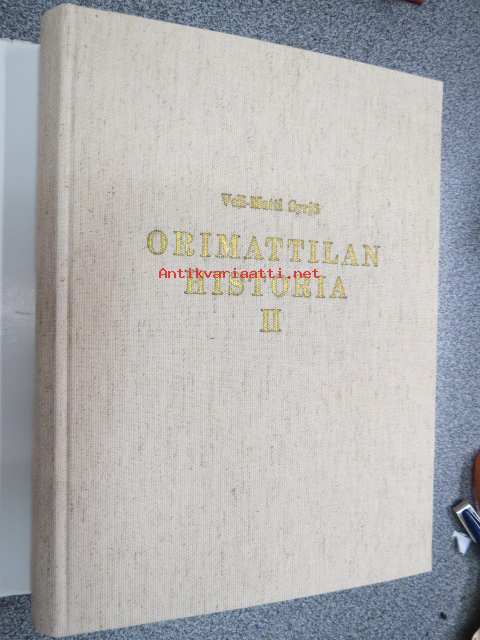 Veli-Matti Syrjö
ORIMATTILAN
Antikvariaatti.net
HISTORIA
II